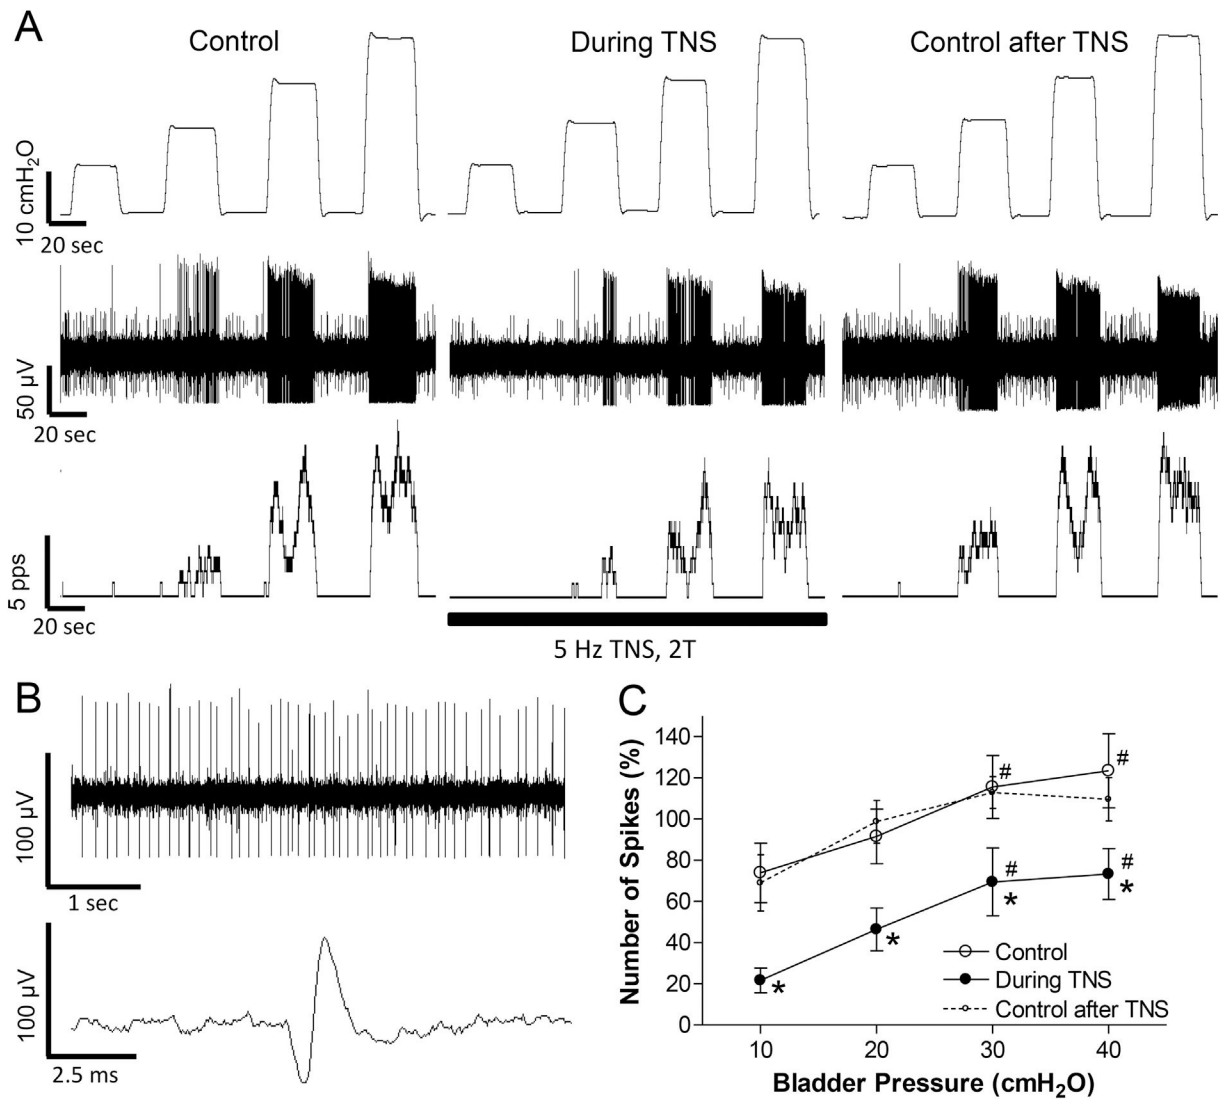 A
Control
During TNS
Control after TNS
10 cmH₂O
20 sec
50 µV
20 sec
5 pps
20 sec
5 Hz TNS, 2T
B
100 µV
1 sec
100 µV
2.5 ms
C
Number of Spikes (%)
140
120
100
80
60
40
20
0
# #
# #
* * * *
Control
During TNS
Control after TNS
10 20 30 40
Bladder Pressure (cmH₂O)